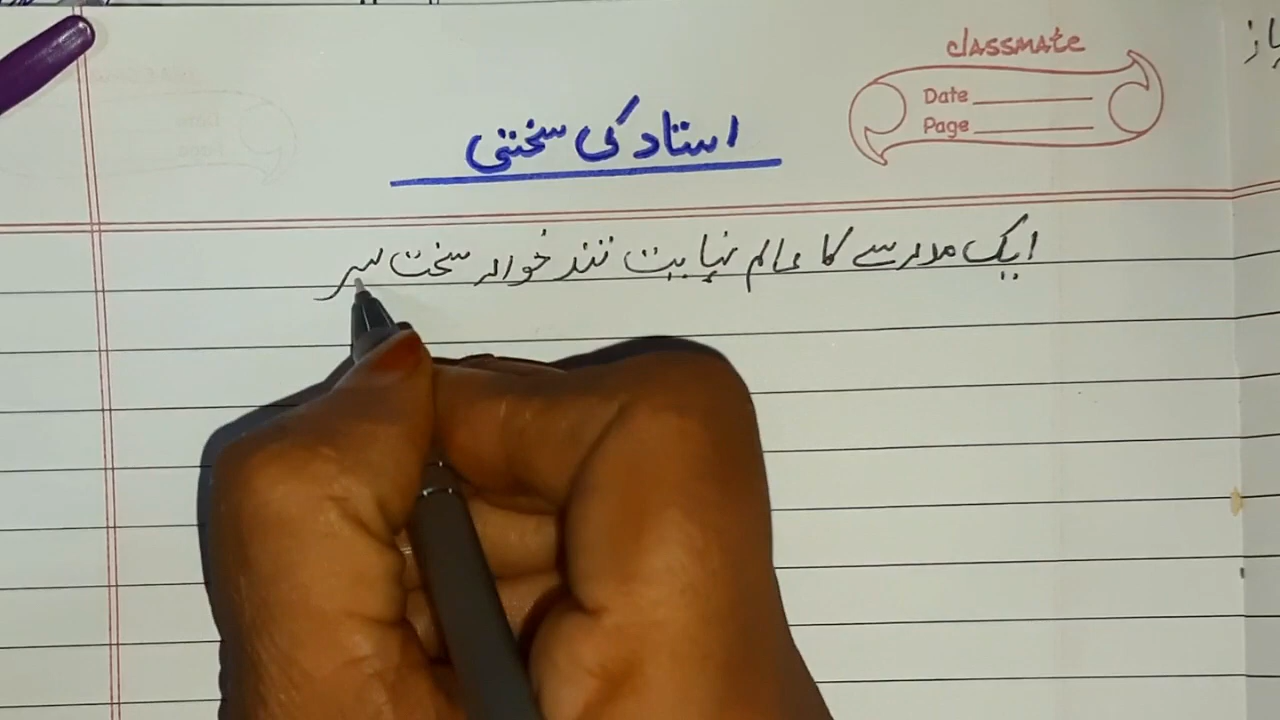 classmate
Date
Page
استاد کی سختی
ایک مدرسے کا عالم نہایت تند خو اور سخت